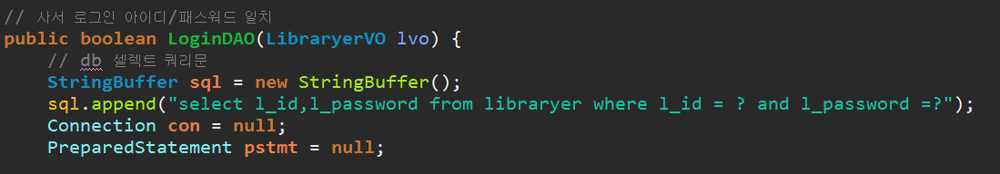 // 사서 로그인 아이디/패스워드 일치
public boolean LoginDAO(LibraryerVO lvo) {
// db 셀렉트 쿼리문
StringBuffer sql = new StringBuffer();
sql.append("select l_id,l_password from libraryer where l_id = ? and l_password =?");
Connection con = null;
PreparedStatement pstmt = null;